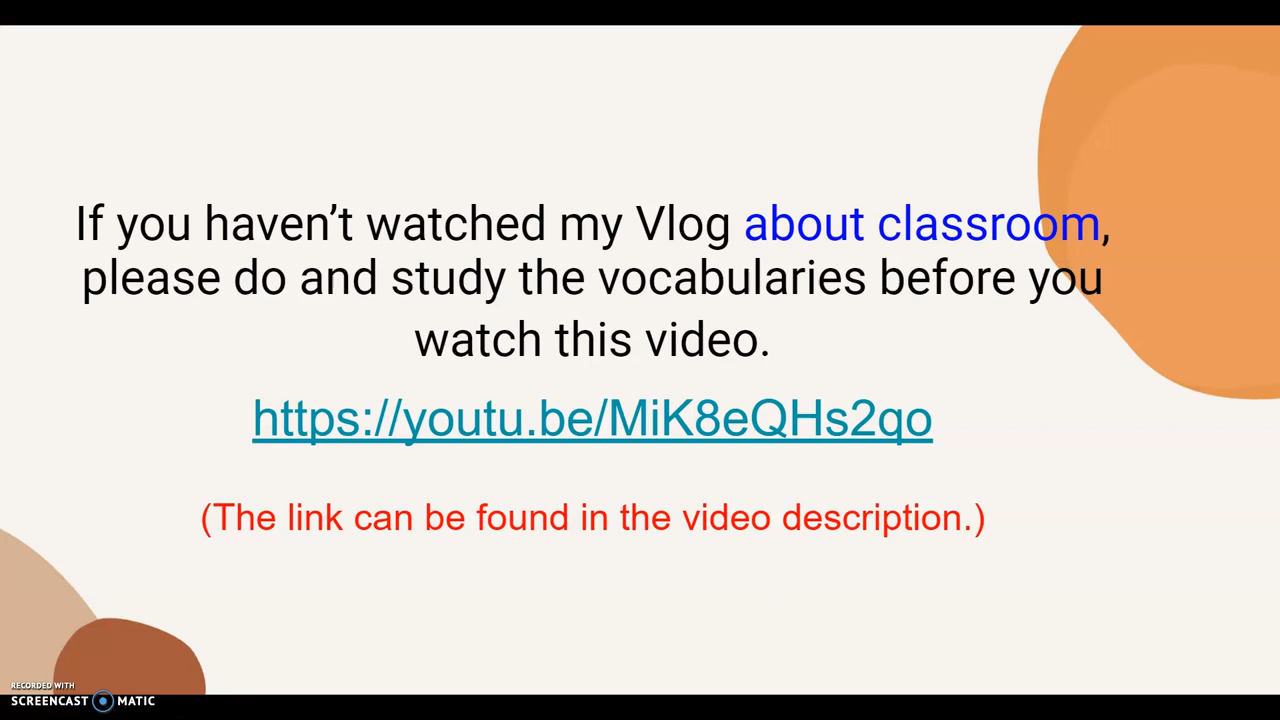 If you haven’t watched my Vlog about classroom,
please do and study the vocabularies before you
watch this video.
https://youtu.be/MiK8eQHs2qo
(The link can be found in the video description.)
RECORDED WITH
SCREENCAST MATIC